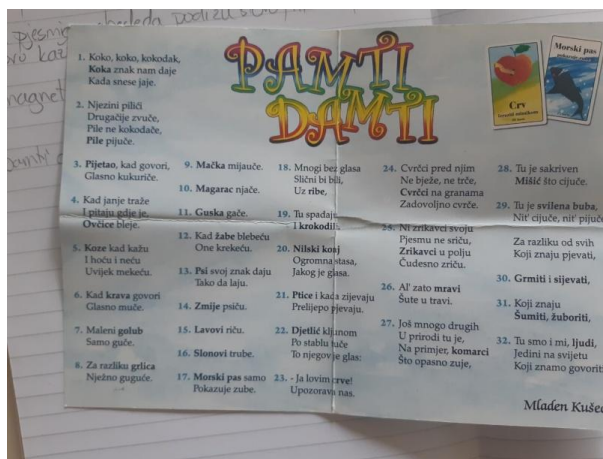 PAMTI
DAMTI
1. Koko, koko, kokodak,
Koka znak nam daje
Kada snese jaje.
2. Njezini pilići
Drugačije zvuče,
Pile ne kokodače,
Pile pijuče.
3. Pijetao, kad govori,
Glasno kukuriče.
4. Kad janje traže
I pitaju gdje je,
Ovčice bleje.
5. Koze kad kažu
I hoću i neću
Uvijek mekeću.
6. Kad krava govori
Glasno muče.
7. Maleni golub
Samo guče.
8. Za razliku grlica
Nježno guguče.
9. Mačka mijauče.
10. Magarac njače.
11. Guska gače.
12. Kad žabe blebeću
One krekeću.
13. Psi svoj znak daju
Tako da laju.
14. Zmije psiču.
15. Lavovi riču.
16. Slonovi trube.
17. Morski pas samo
Pokazuje zube.
18. Mnogi bez glasa
Slični bi bili,
Uz ribe,
19. Tu spadaju
I krokodili.
20. Nilski konj
Ogromna stasa,
Jakog je glasa.
21. Ptice i kada zijevaju
Prelijepo pjevaju.
22. Djetlić kljunom
Po stablu tuče
To njegov je glas:
23. - Ja lovim crve!
Upozorava nas.
24. Cvrčci pred njim
Ne bježe, ne trče,
Cvrčci na granama
Zadovoljno cvrče.
25. Ni zrikavci svoju
Pjesmu ne sriču,
Zrikavci u polju
Čudesno zriču.
26. Al' zato mravi
Šute u travi.
27. Još mnogo drugih
U prirodi tu je,
Na primjer, komarci
Što opasno zuje,
28. Tu je sakriven
Mišić što cijuče.
29. Tu je svilena buba,
Nit' cijuče, nit' pijuče
Za razliku od svih
Koji znaju pjevati,
30. Grmiti i sijevati,
31. Koji znaju
Šumiti, žuboriti,
32. Tu smo i mi, ljudi,
Jedini na svijetu
Koji znamo govoriti
Mladen Kušec
Crv
Morski pas
magnet